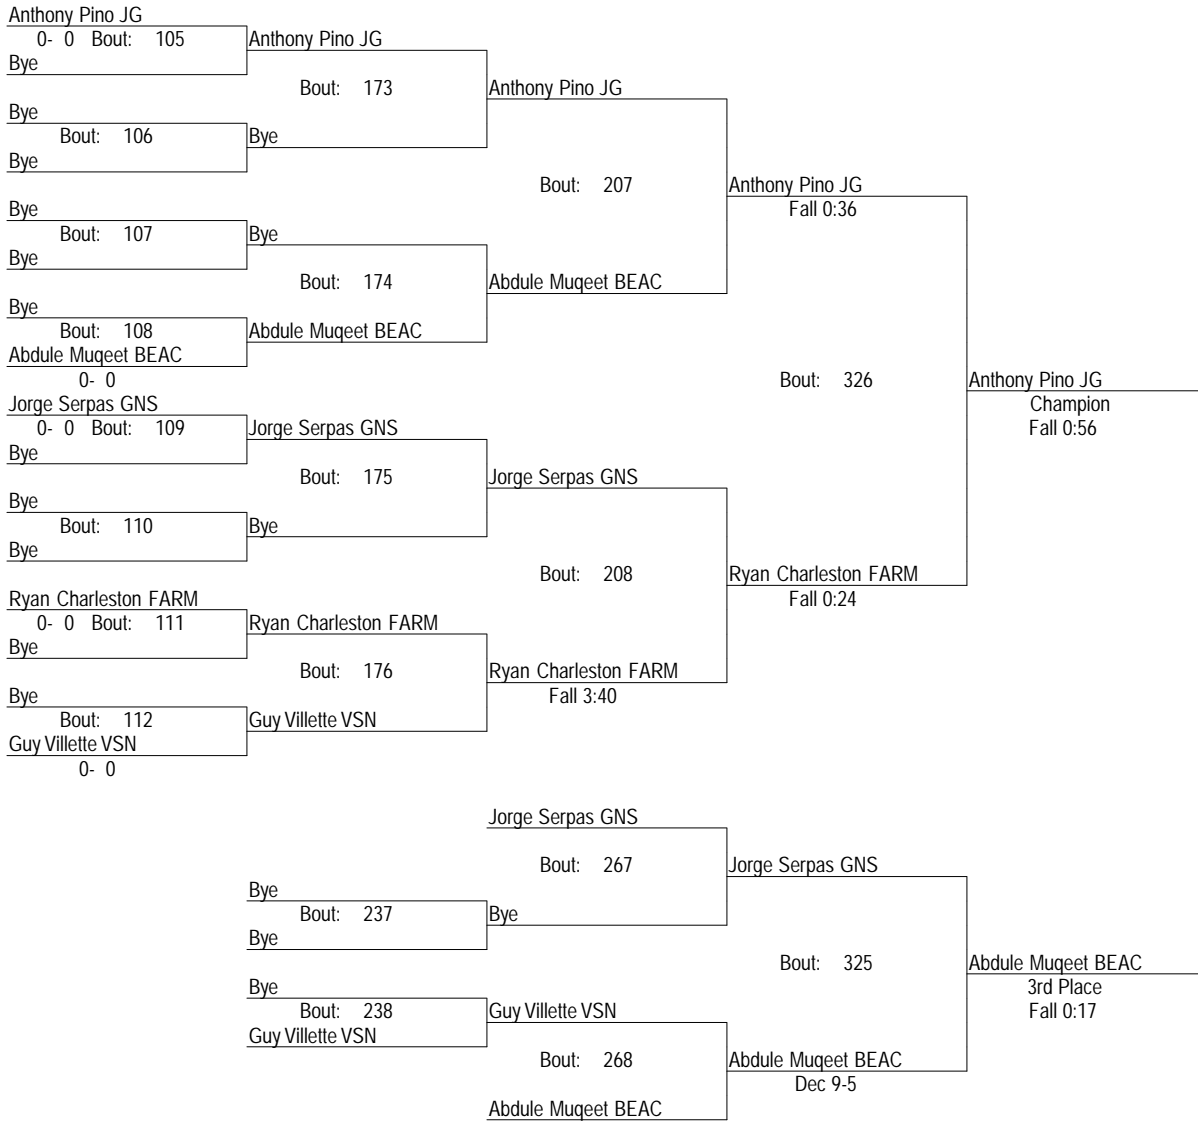 Anthony Pino JG
0- 0 Bout: 105
Anthony Pino JG
Bye
Bout: 173
Anthony Pino JG
Bye
Bout: 106
Bye
Bye
Bout: 207
Anthony Pino JG
Fall 0:36
Bye
Bout: 107
Bye
Bye
Bout: 174
Abdule Muqeet BEAC
Bye
Bout: 108
Abdule Muqeet BEAC
Abdule Muqeet BEAC
0- 0
Bout: 326
Anthony Pino JG
Champion
Fall 0:56
Jorge Serpas GNS
0- 0 Bout: 109
Jorge Serpas GNS
Bye
Bout: 175
Jorge Serpas GNS
Bye
Bout: 110
Bye
Bye
Bout: 208
Ryan Charleston FARM
Fall 0:24
Ryan Charleston FARM
0- 0 Bout: 111
Ryan Charleston FARM
Bye
Bout: 176
Ryan Charleston FARM
Fall 3:40
Bye
Bout: 112
Guy Villette VSN
Guy Villette VSN
0- 0
Jorge Serpas GNS
Bout: 267
Jorge Serpas GNS
Bye
Bout: 237
Bye
Bye
Bout: 325
Abdule Muqeet BEAC
3rd Place
Fall 0:17
Bye
Bout: 238
Guy Villette VSN
Guy Villette VSN
Bout: 268
Abdule Muqeet BEAC
Dec 9-5
Abdule Muqeet BEAC